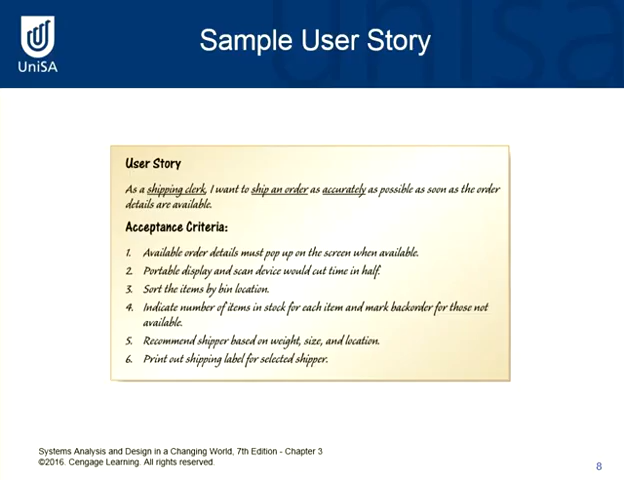 Sample User Story
UniSA
User Story
As a shipping clerk, I want to ship an order as accurately as possible as soon as the order
details are available.
Acceptance Criteria:
1. Available order details must pop up on the screen when available.
2. Portable display and scan device would cut time in half.
3. Sort the items by bin location.
4. Indicate number of items in stock for each item and mark backorder for those not
available.
5. Recommend shipper based on weight, size, and location.
6. Print out shipping label for selected shipper.
Systems Analysis and Design in a Changing World, 7th Edition - Chapter 3
©2016. Cengage Learning. All rights reserved.
8